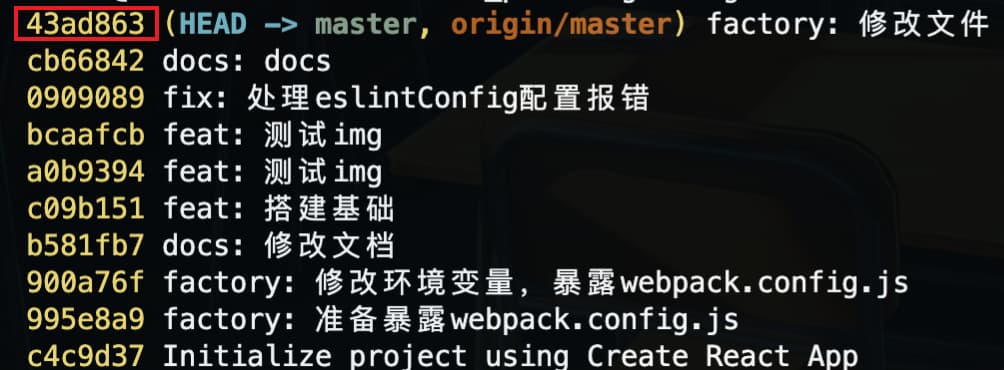 43ad863 (HEAD -> master, origin/master) factory: 修改文件
cb66842 docs: docs
0909089 fix: 处理eslintConfig配置报错
bcaafcb feat: 测试img
a0b9394 feat: 测试img
c09b151 feat: 搭建基础
b581fb7 docs: 修改文档
900a76f factory: 修改环境变量，暴露webpack.config.js
995e8a9 factory: 准备暴露webpack.config.js
c4c9d37 Initialize project using Create React App